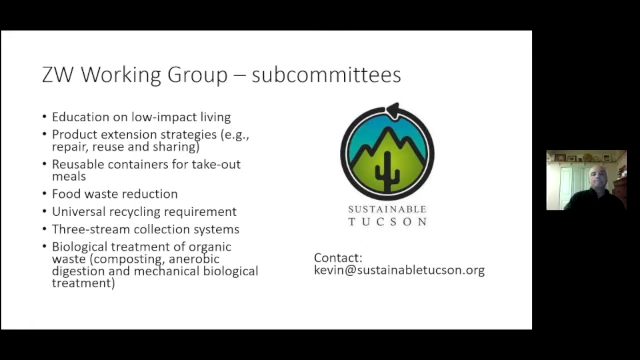 ZW Working Group – subcommittees
• Education on low-impact living
• Product extension strategies (e.g.,
repair, reuse and sharing)
• Reusable containers for take-out
meals
• Food waste reduction
• Universal recycling requirement
• Three-stream collection systems
• Biological treatment of organic
waste (composting, anerobic
digestion and mechanical biological
treatment)
SUSTAINABLE
TUCSON
Contact:
kevin@sustainabletucson.org